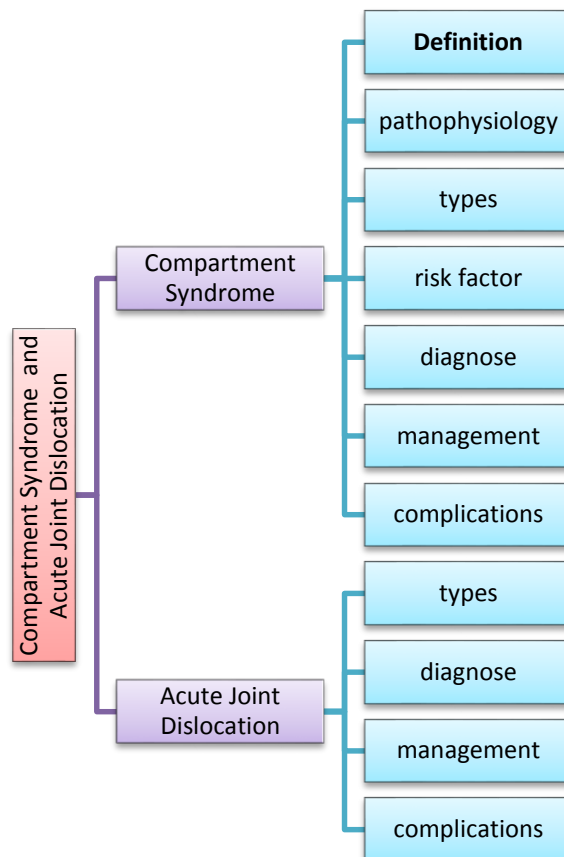 Compartment Syndrome and
Acute Joint Dislocation
Compartment
Syndrome
Definition
pathophysiology
types
risk factor
diagnose
management
complications
Acute Joint
Dislocation
types
diagnose
management
complications